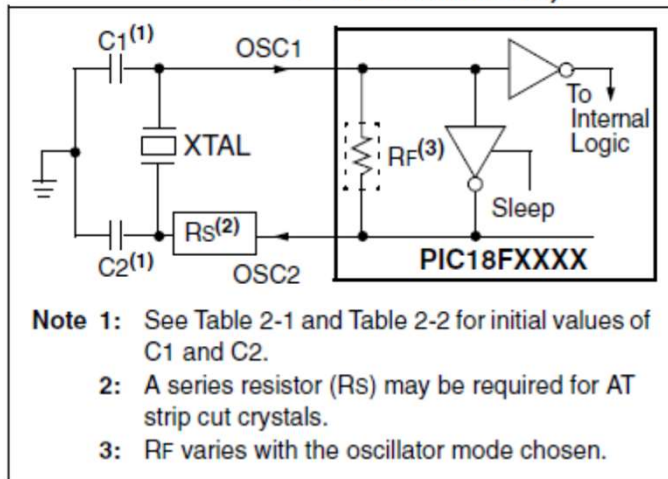 C1(1)
OSC1
To
Internal
Logic
XTAL
RF(3)
Sleep
RS(2)
C2(1)
OSC2
PIC18FXXXX
Note 1: See Table 2-1 and Table 2-2 for initial values of
C1 and C2.
2: A series resistor (RS) may be required for AT
strip cut crystals.
3: RF varies with the oscillator mode chosen.